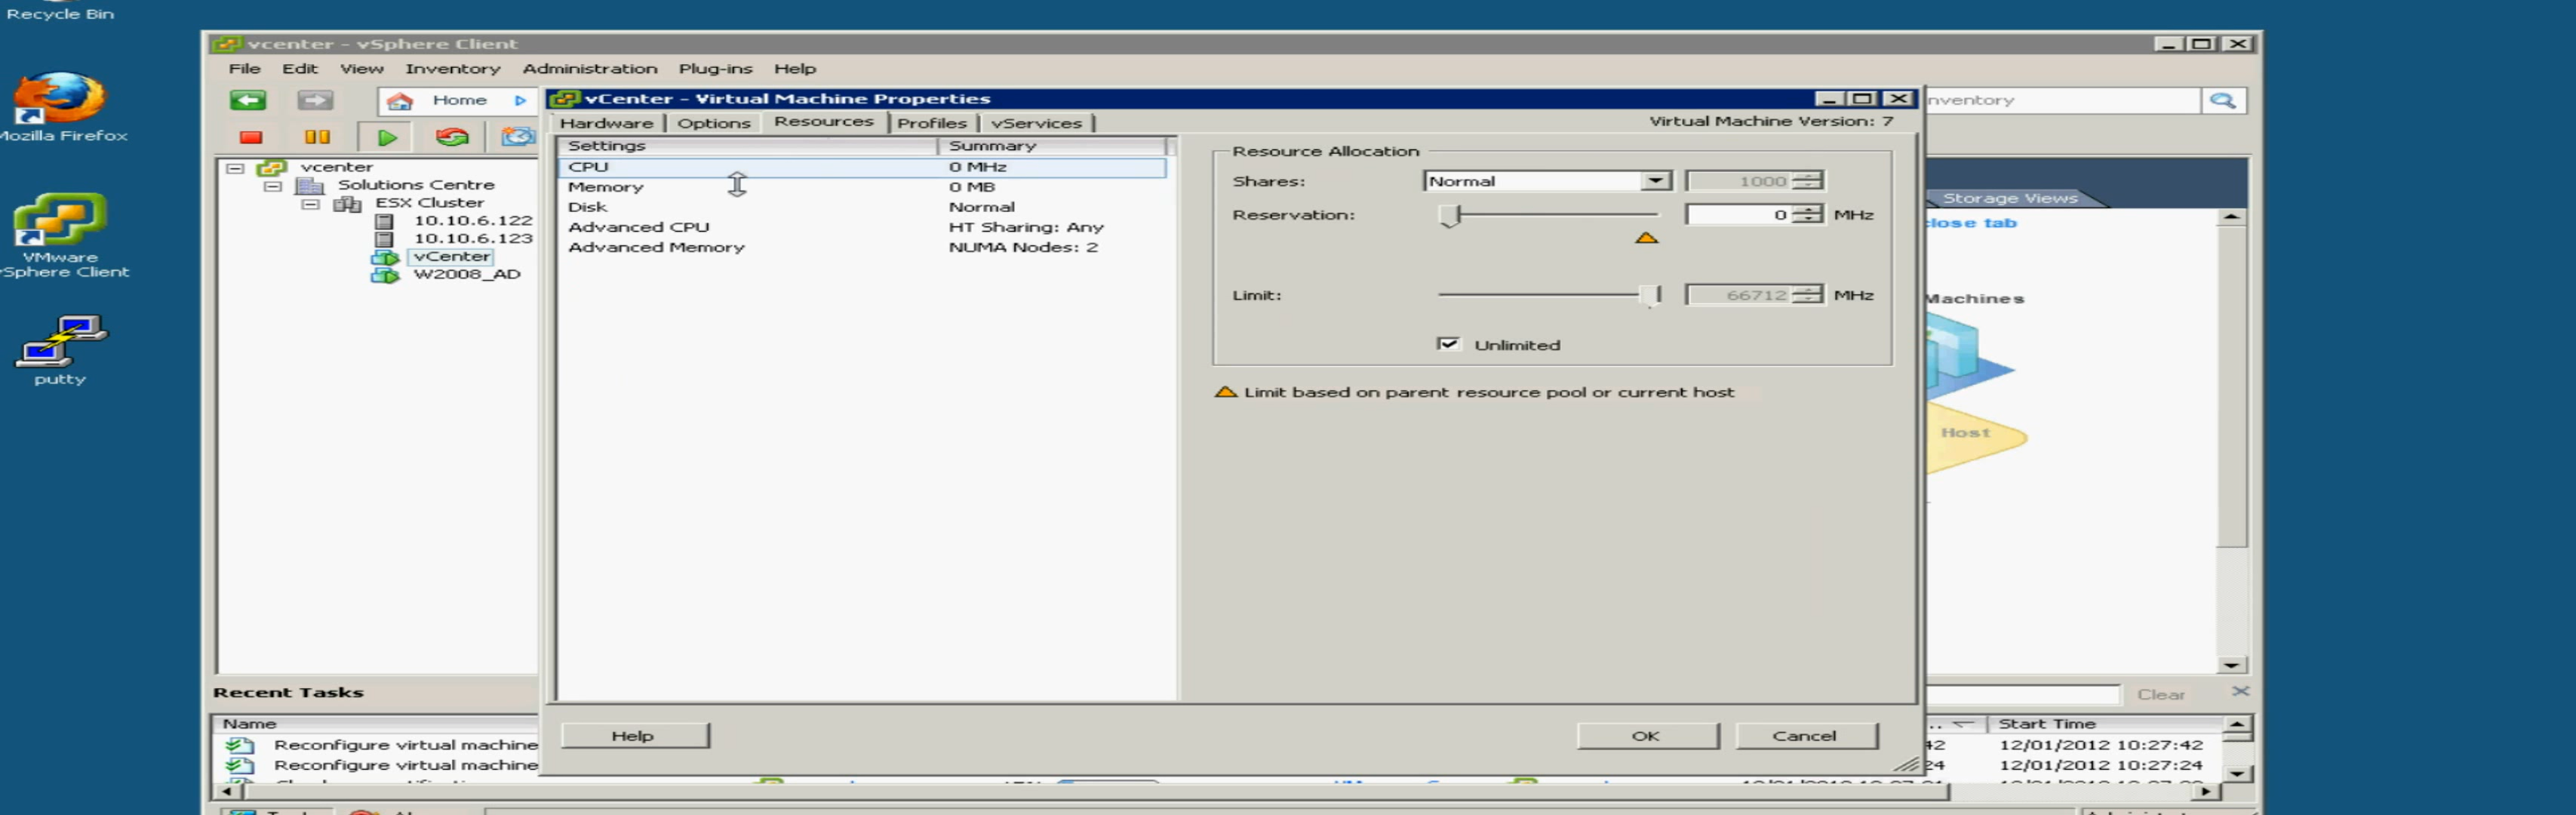 Recycle Bin
Mozilla Firefox
VMware
vSphere Client
putty
vcenter - vSphere Client
File Edit View Inventory Administration Plug-ins Help
Home
vcenter
Solutions Centre
ESX Cluster
10.10.6.122
10.10.6.123
vCenter
W2008_AD
vCenter - Virtual Machine Properties
Hardware Options Resources Profiles vServices
Virtual Machine Version: 7
Settings Summary
CPU 0 MHz
Memory 0 MB
Disk Normal
Advanced CPU HT Sharing: Any
Advanced Memory NUMA Nodes: 2
Resource Allocation
Shares: Normal 1000
Reservation: 0 MHz
Limit: 66712 MHz
Unlimited
Limit based on parent resource pool or current host
Help OK Cancel
nventory
Storage Views
close tab
Machines
Host
Recent Tasks
Clear
Name
Start Time
Reconfigure virtual machine
42 12/01/2012 10:27:42
Reconfigure virtual machine
24 12/01/2012 10:27:24